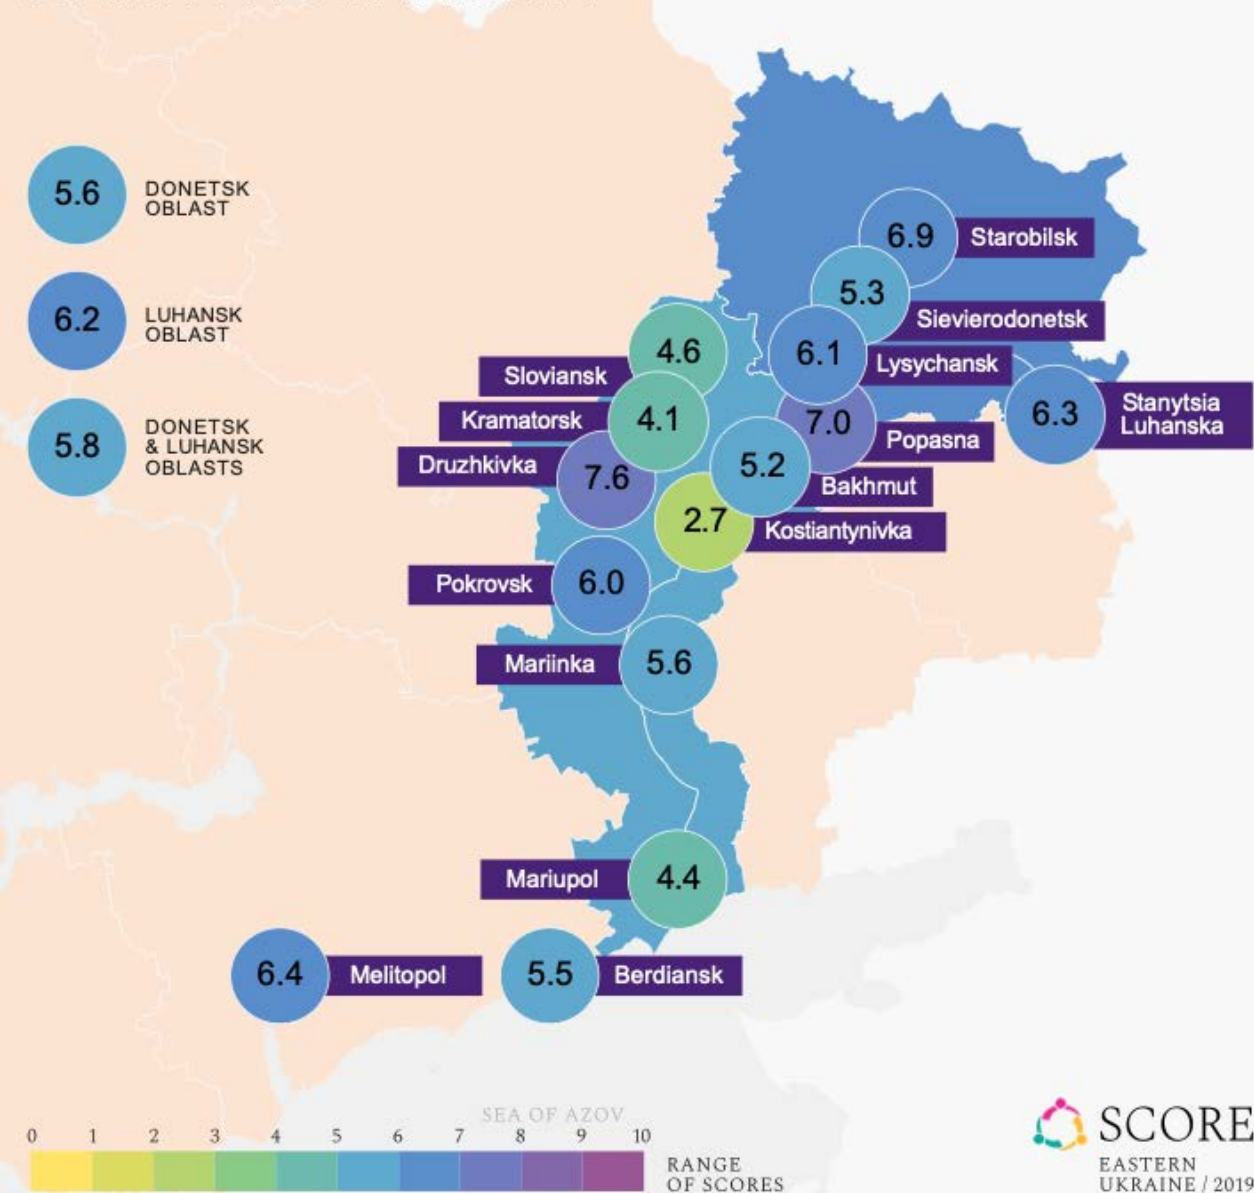 5.6
DONETSK
OBLAST
6.2
LUHANSK
OBLAST
5.8
DONETSK
& LUHANSK
OBLASTS
6.9
Starobilsk
5.3
Sievierodonetsk
6.1
Lysychansk
4.6
Sloviansk
6.3
Stanytsia
Luhanska
4.1
Kramatorsk
7.0
Popasna
7.6
Druzhkivka
5.2
Bakhmut
2.7
Kostiantynivka
6.0
Pokrovsk
5.6
Mariinka
4.4
Mariupol
6.4
Melitopol
5.5
Berdiansk
SEA OF AZOV
0 1 2 3 4 5 6 7 8 9 10
RANGE
OF SCORES
SCORE
EASTERN
UKRAINE / 2019